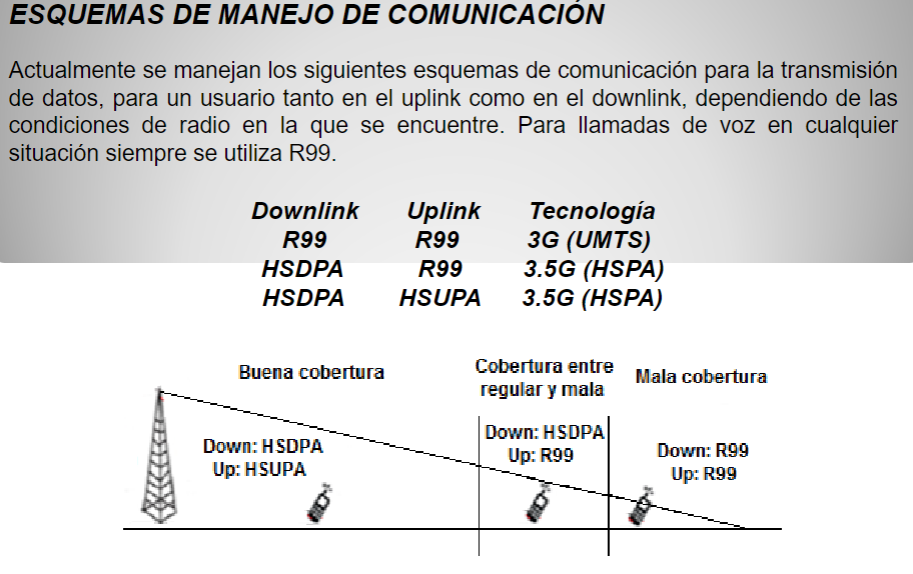 ESQUEMAS DE MANEJO DE COMUNICACIÓN
Actualmente se manejan los siguientes esquemas de comunicación para la transmisión
de datos, para un usuario tanto en el uplink como en el downlink, dependiendo de las
condiciones de radio en la que se encuentre. Para llamadas de voz en cualquier
situación siempre se utiliza R99.
Downlink Uplink Tecnología
R99 R99 3G (UMTS)
HSDPA R99 3.5G (HSPA)
HSDPA HSUPA 3.5G (HSPA)
Buena cobertura
Cobertura entre
regular y mala
Mala cobertura
Down: HSDPA
Up: HSUPA
Down: HSDPA
Up: R99
Down: R99
Up: R99